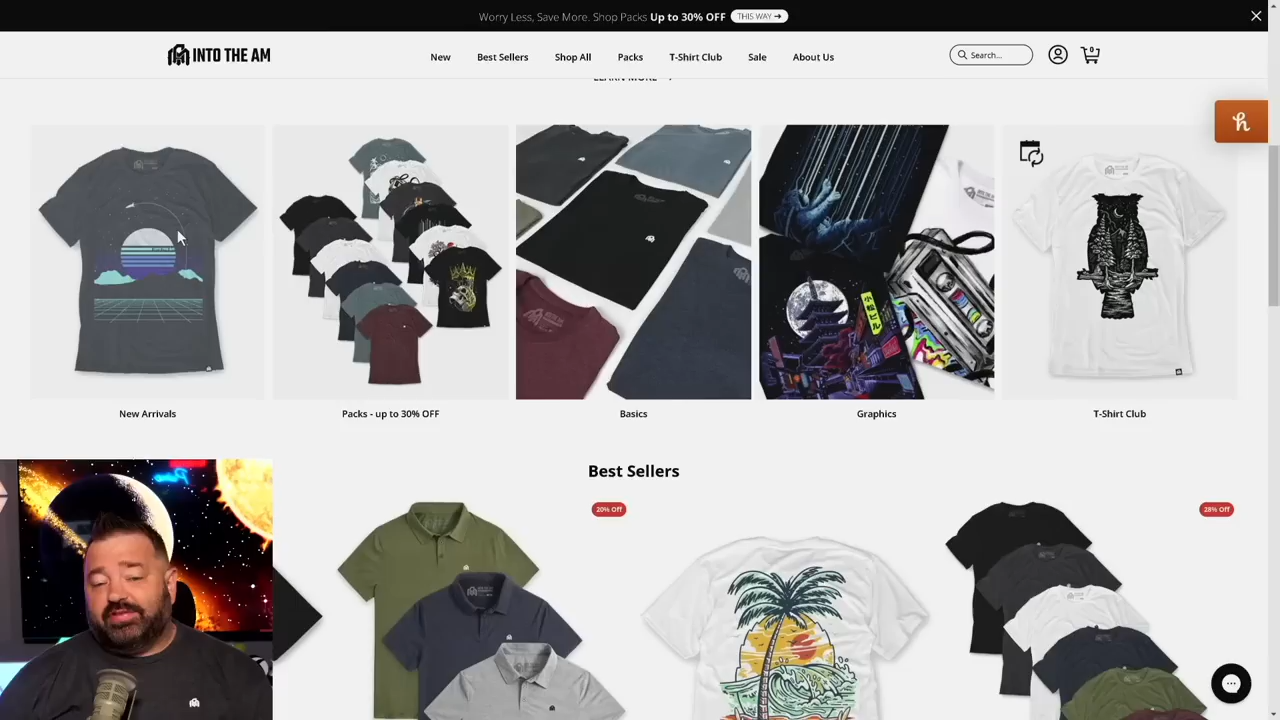 Worry Less, Save More. Shop Packs Up to 30% OFF THIS WAY ➔
INTO THE AM
New Best Sellers Shop All Packs T-Shirt Club Sale About Us
Search...
0
LEARN MORE
New Arrivals
Packs - up to 30% OFF
Basics
Graphics
T-Shirt Club
Best Sellers
20% Off
28% Off